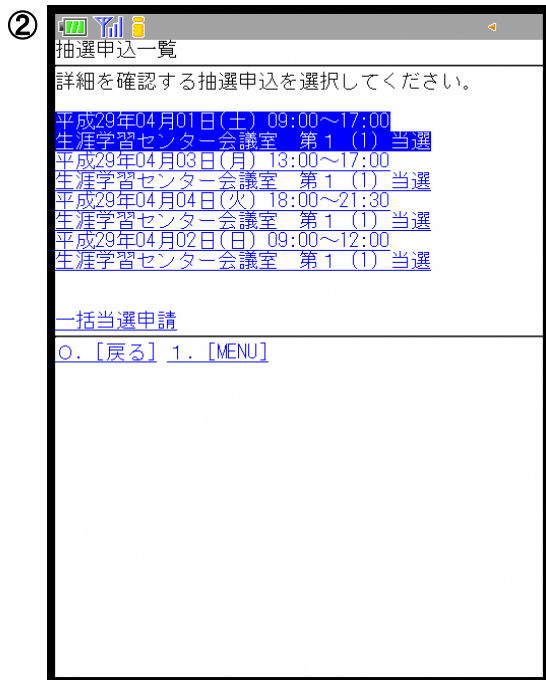 ②
抽選申込一覧
詳細を確認する抽選申込を選択してください。
平成29年04月01日(土) 09:00～17:00
生涯学習センター会議室　第１（1）当選
平成29年04月03日(月) 13:00～17:00
生涯学習センター会議室　第１（1）当選
平成29年04月04日(火) 18:00～21:30
生涯学習センター会議室　第１（1）当選
平成29年04月02日(日) 09:00～12:00
生涯学習センター会議室　第１（1）当選
一括当選申請
0.［戻る］ 1.［MENU］